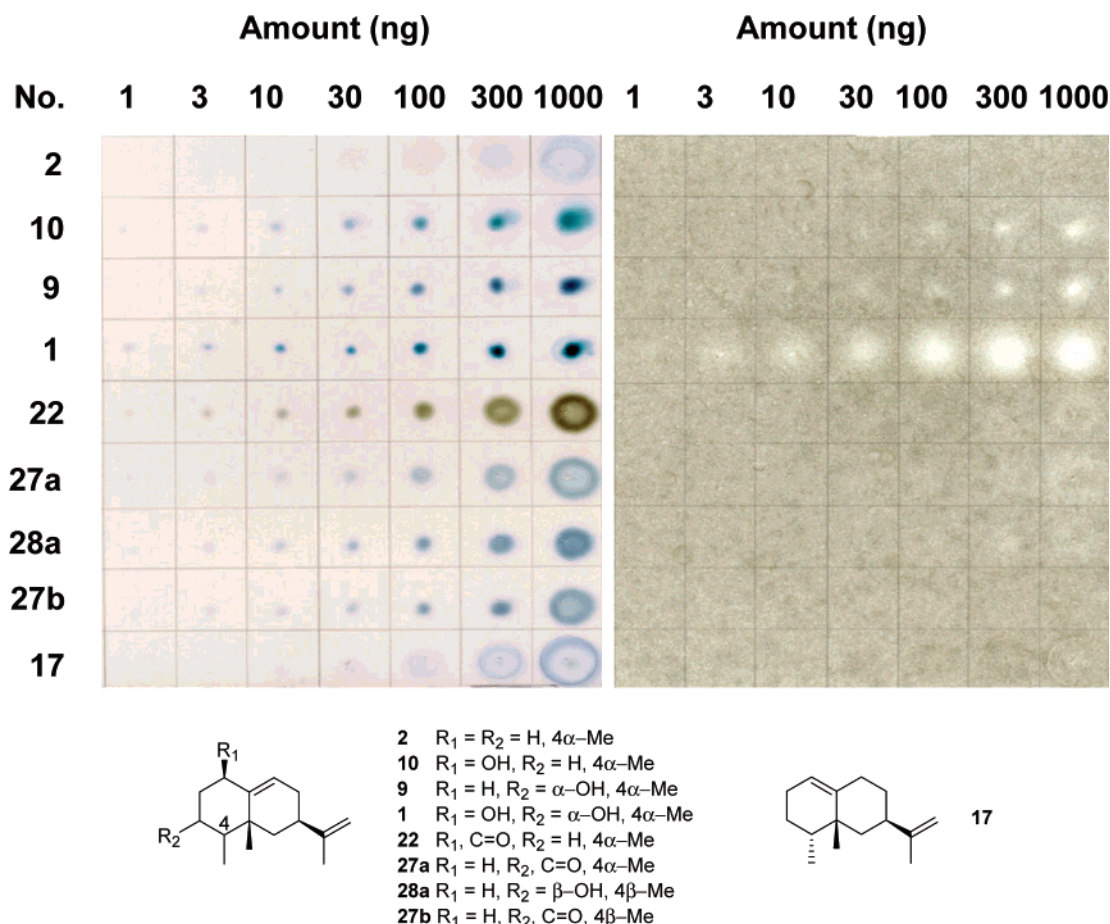 Amount (ng) Amount (ng)
No. 1 3 10 30 100 300 1000 1 3 10 30 100 300 1000
2
10
9
1
22
27a
28a
27b
17
2 R₁ = R₂ = H, 4α–Me
10 R₁ = OH, R₂ = H, 4α–Me
9 R₁ = H, R₂ = α–OH, 4α–Me
1 R₁ = OH, R₂ = α–OH, 4α–Me
22 R₁, C=O, R₂ = H, 4α–Me
27a R₁ = H, R₂, C=O, 4α–Me
28a R₁ = H, R₂ = β–OH, 4β–Me
27b R₁ = H, R₂, C=O, 4β–Me
R₁
R₂
4
17